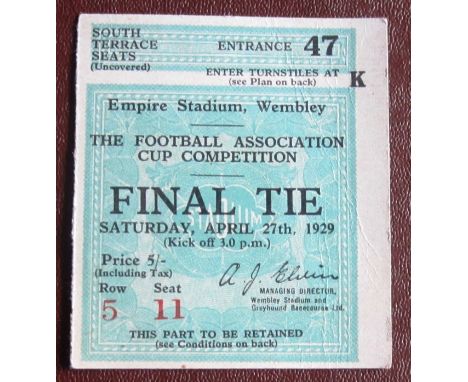 SOUTH
TERRACE
SEATS
(Uncovered)
ENTRANCE 47
ENTER TURNSTILES AT K
(see Plan on back)
Empire Stadium, Wembley
THE FOOTBALL ASSOCIATION
CUP COMPETITION
FINAL TIE
STADIUM
SATURDAY, APRIL 27th, 1929
(Kick off 3.0 p.m.)
Price 5/-
(Including Tax)
Row Seat
5 11
A. J. Elvin
MANAGING DIRECTOR,
Wembley Stadium and
Greyhound Racecourse Ltd.
THIS PART TO BE RETAINED
(see Conditions on back)